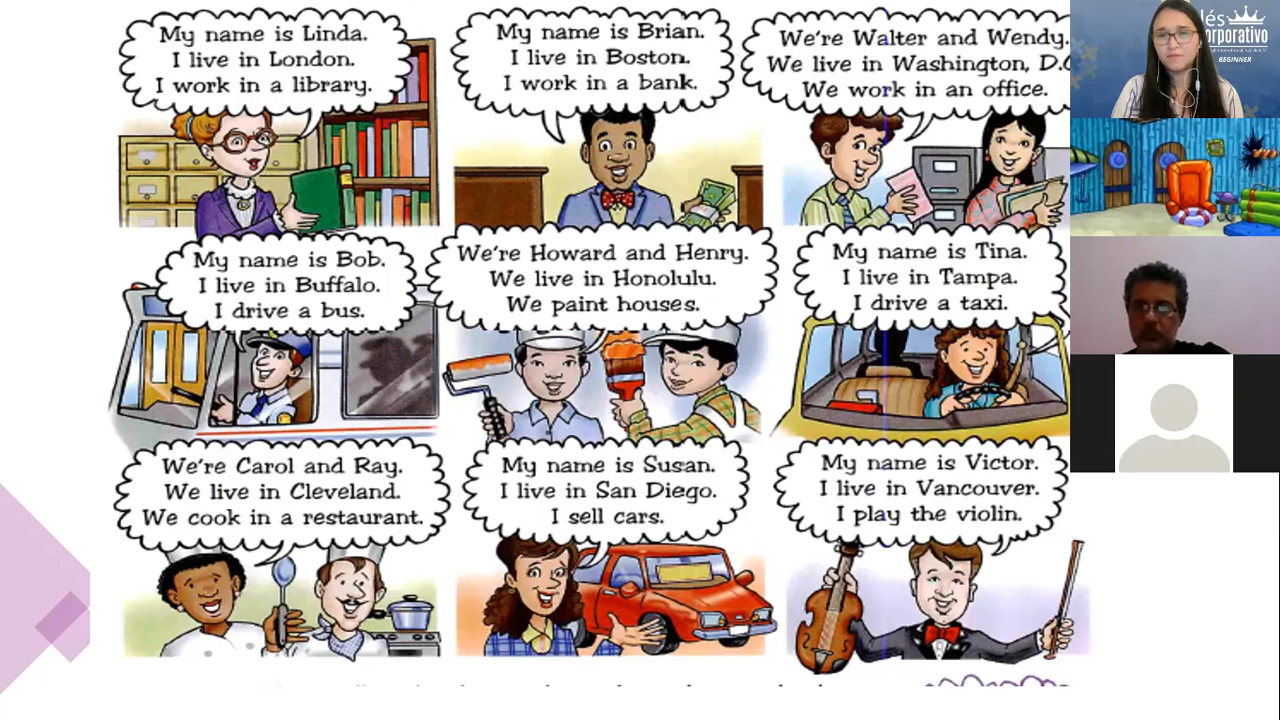 My name is Linda.
I live in London.
I work in a library.
My name is Brian.
I live in Boston.
I work in a bank.
We're Walter and Wendy.
We live in Washington, D.C
We work in an office.
My name is Bob.
I live in Buffalo.
I drive a bus.
We're Howard and Henry.
We live in Honolulu.
We paint houses.
My name is Tina.
I live in Tampa.
I drive a taxi.
We're Carol and Ray.
We live in Cleveland.
We cook in a restaurant.
My name is Susan.
I live in San Diego.
I sell cars.
My name is Victor.
I live in Vancouver.
I play the violin.
BEGINNER